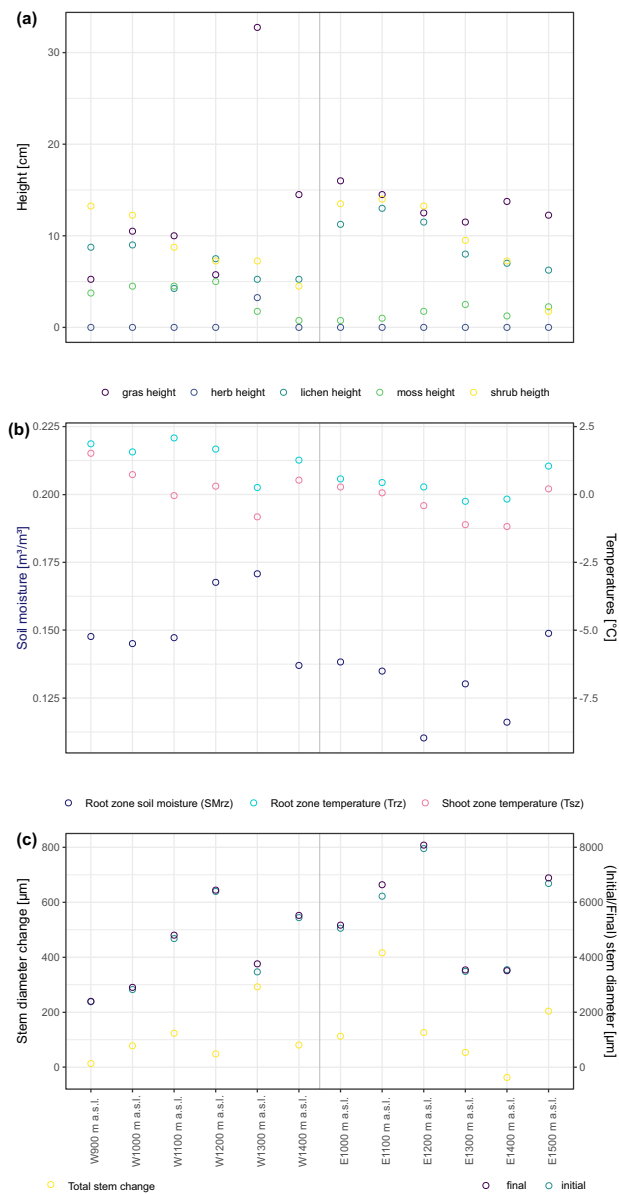 (a)
30
20
10
0
Height [cm]
gras height herb height lichen height moss height shrub heigth
(b)
0.225
0.200
0.175
0.150
0.125
Soil moisture [m³/m³]
2.5
0.0
-2.5
-5.0
-7.5
Temperatures [°C]
Root zone soil moisture (SMrz) Root zone temperature (Trz) Shoot zone temperature (Tsz)
(c)
800
600
400
200
0
Stem diameter change [µm]
8000
6000
4000
2000
0
(Initial/Final) stem diameter [µm]
W900 m a.s.l.
W1000 m a.s.l.
W1100 m a.s.l.
W1200 m a.s.l.
W1300 m a.s.l.
W1400 m a.s.l.
E1000 m a.s.l.
E1100 m a.s.l.
E1200 m a.s.l.
E1300 m a.s.l.
E1400 m a.s.l.
E1500 m a.s.l.
Total stem change final initial